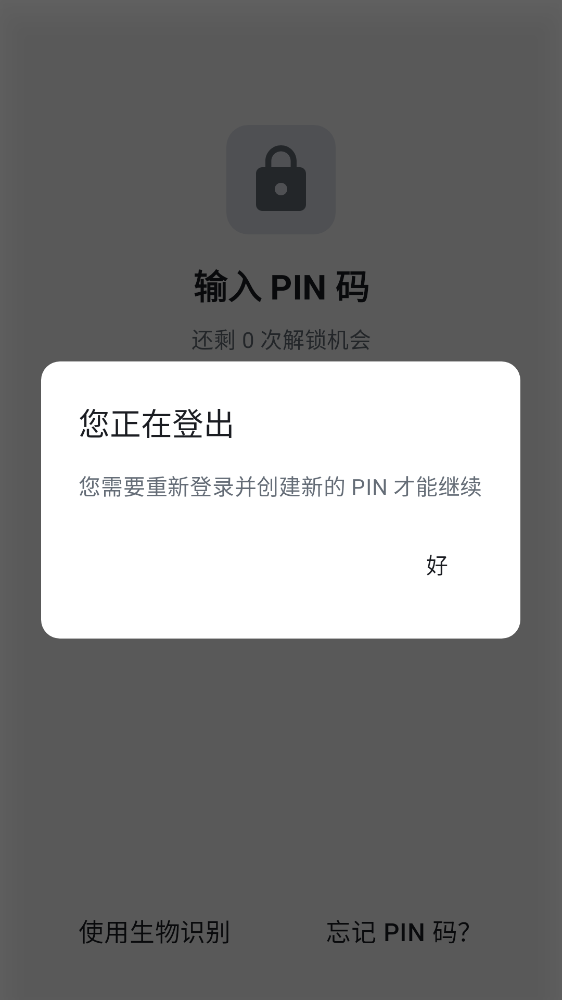 输入 PIN 码
还剩 0 次解锁机会
您正在登出
您需要重新登录并创建新的 PIN 才能继续
好
使用生物识别
忘记 PIN 码？